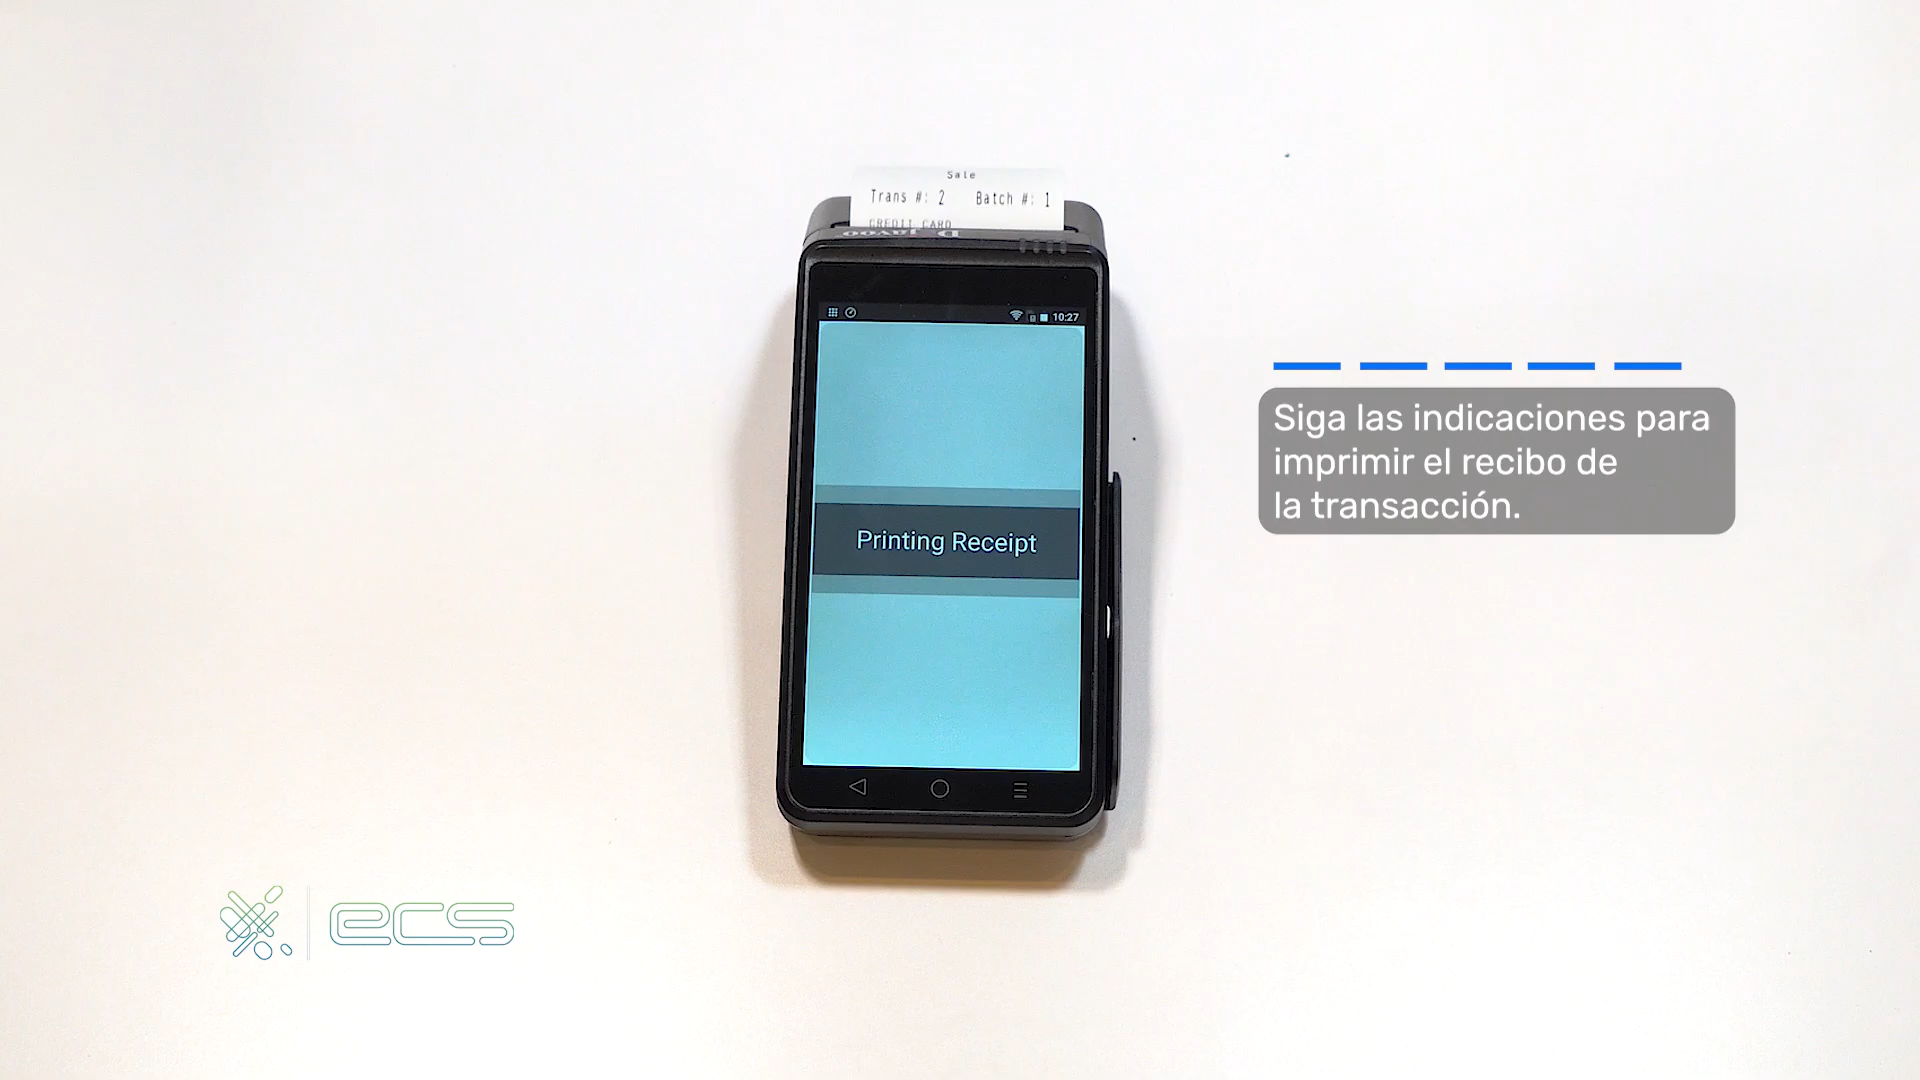 Sale
Trans #: 2 Batch #: 1
CREDIT CARD
Dejavoo
10:27
Printing Receipt
Siga las indicaciones para
imprimir el recibo de
la transacción.
ecs